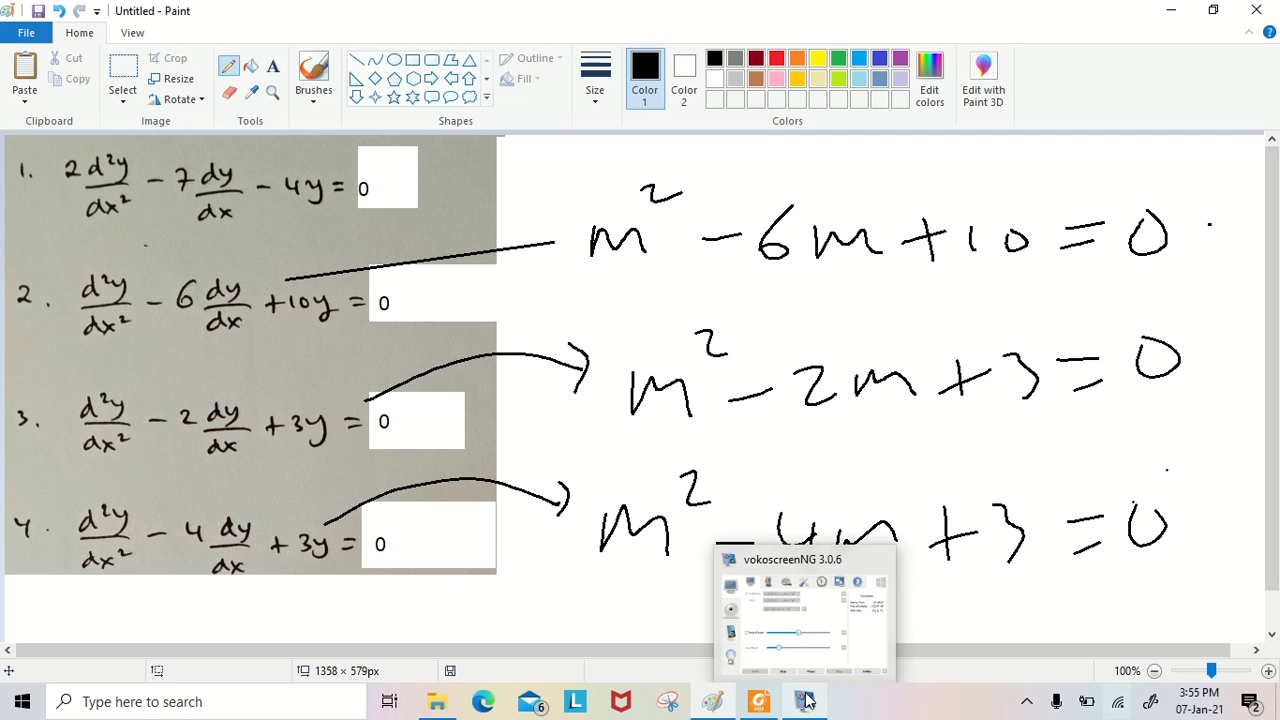 Untitled - Paint
File
Home
View
Paste
Cut
Copy
Clipboard
Select
Crop
Resize
Rotate
Image
A
Tools
Brushes
Shapes
Outline
Fill
Size
Color 1
Color 2
Edit colors
Edit with Paint 3D
Colors
1. 2 d²y/dx² - 7 dy/dx - 4y = 0
2. d²y/dx² - 6 dy/dx + 10y = 0
3. d²y/dx² - 2 dy/dx + 3y = 0
4. d²y/dx² - 4 dy/dx + 3y = 0
m² - 6m + 10 = 0
m² - 2m + 3 = 0
m² - 4m + 3 = 0
vokoscreenNG 3.0.6
1358 × 579px
100%
Type here to search
6
L
PDF
3:55 PM
07-Jan-21
2